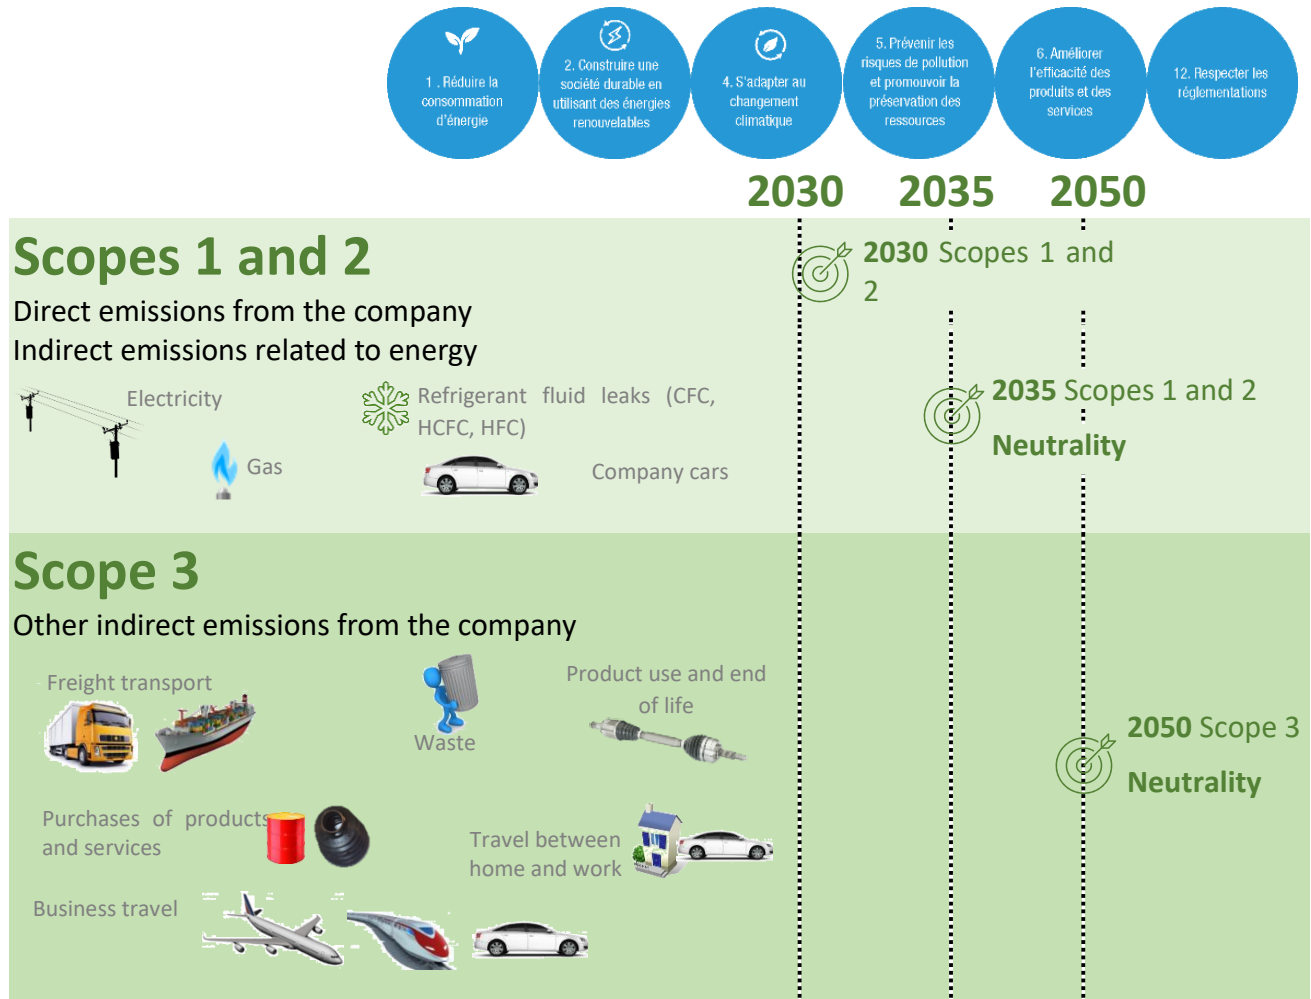 1 . Réduire la
consommation
d'énergie
2. Construire une
société durable en
utilisant des énergies
renouvelables
4. S'adapter au
changement
climatique
5. Prévenir les
risques de pollution
et promouvoir la
préservation des
ressources
6. Améliorer
l'efficacité des
produits et des
services
12. Respecter les
réglementations
2030
2035
2050
Scopes 1 and 2
Direct emissions from the company
Indirect emissions related to energy
Electricity
Gas
Refrigerant fluid leaks (CFC,
HCFC, HFC)
Company cars
2030 Scopes 1 and
2
2035 Scopes 1 and 2
Neutrality
Scope 3
Other indirect emissions from the company
Freight transport
Waste
Product use and end
of life
Purchases of products
and services
Travel between
home and work
Business travel
2050 Scope 3
Neutrality